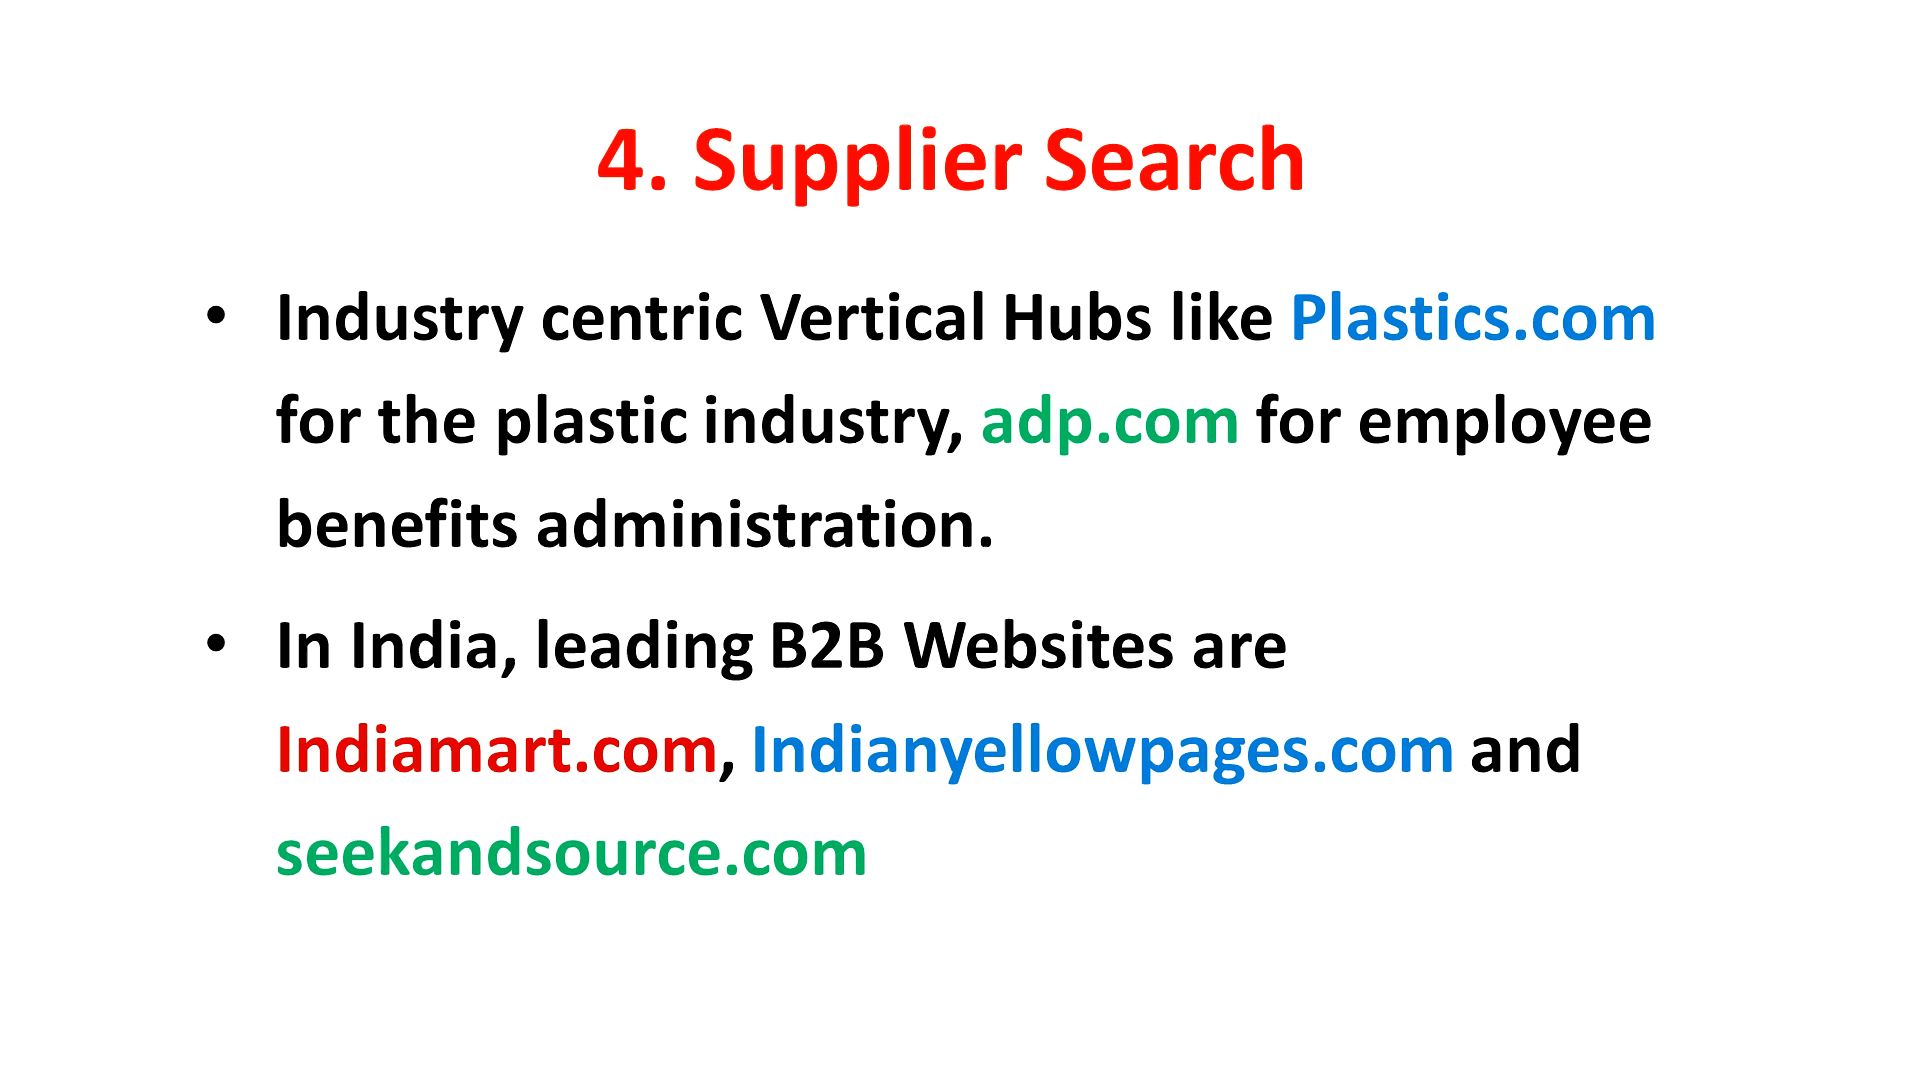 4. Supplier Search
• Industry centric Vertical Hubs like Plastics.com
for the plastic industry, adp.com for employee
benefits administration.
• In India, leading B2B Websites are
Indiamart.com, Indianyellowpages.com and
seekandsource.com